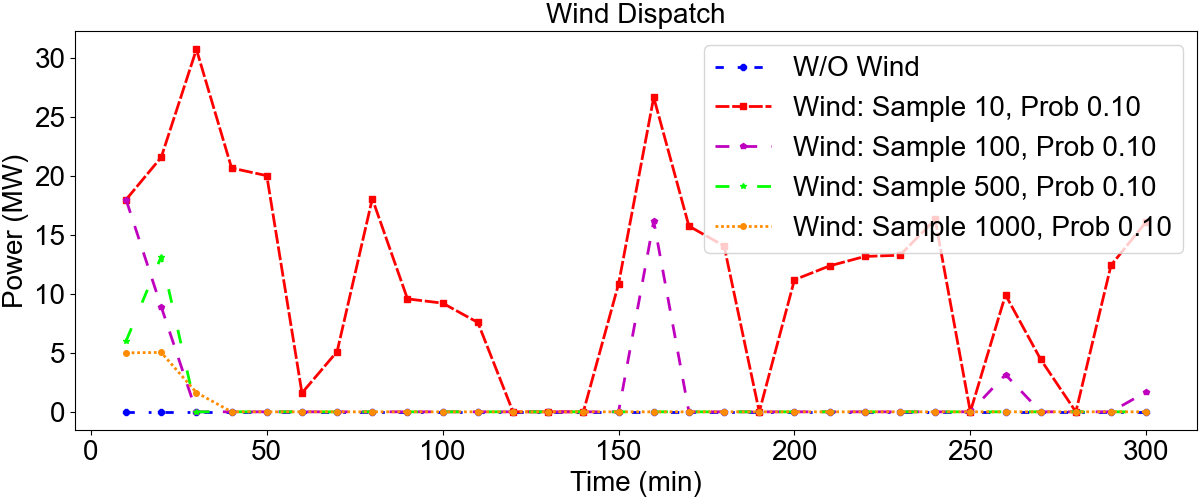 Wind Dispatch
Power (MW)
30
25
20
15
10
5
0
W/O Wind
Wind: Sample 10, Prob 0.10
Wind: Sample 100, Prob 0.10
Wind: Sample 500, Prob 0.10
Wind: Sample 1000, Prob 0.10
0 50 100 150 200 250 300
Time (min)